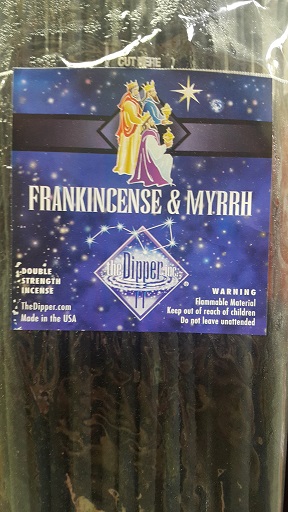 CUT HERE
FRANKINCENSE & MYRRH
The Dipper, Inc.
®
DOUBLE
STRENGTH
INCENSE
TheDipper.com
Made in the USA
WARNING
Flammable Material
Keep out of reach of children
Do not leave unattended